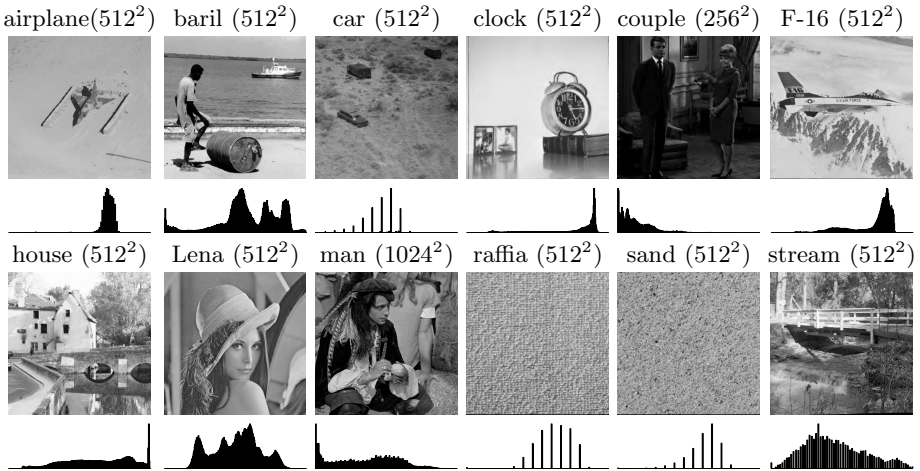 airplane(512²) baril (512²) car (512²) clock (512²) couple (256²) F-16 (512²)
house (512²) Lena (512²) man (1024²) raffia (512²) sand (512²) stream (512²)